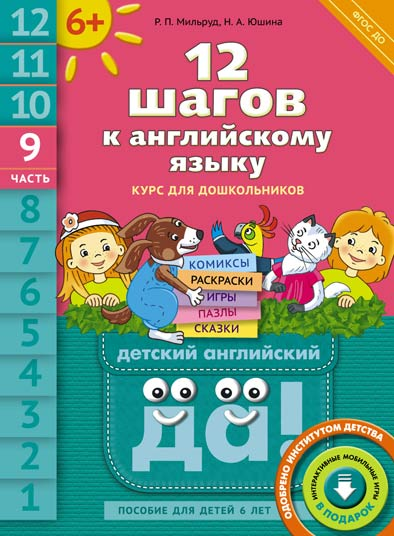 Р. П. Мильруд, Н. А. Юшина
6+
ФГОС ДО
12
ШАГОВ
к английскому
языку
КУРС ДЛЯ ДОШКОЛЬНИКОВ
12
11
10
9
ЧАСТЬ
8
7
6
5
4
3
2
1
КОМИКСЫ
РАСКРАСКИ
ИГРЫ
ПАЗЛЫ
СКАЗКИ
детский английский
да!
ПОСОБИЕ ДЛЯ ДЕТЕЙ 6 ЛЕТ
ОДОБРЕНО ИНСТИТУТОМ ДЕТСТВА
ИНТЕРАКТИВНЫЕ МОБИЛЬНЫЕ ИГРЫ
В ПОДАРОК